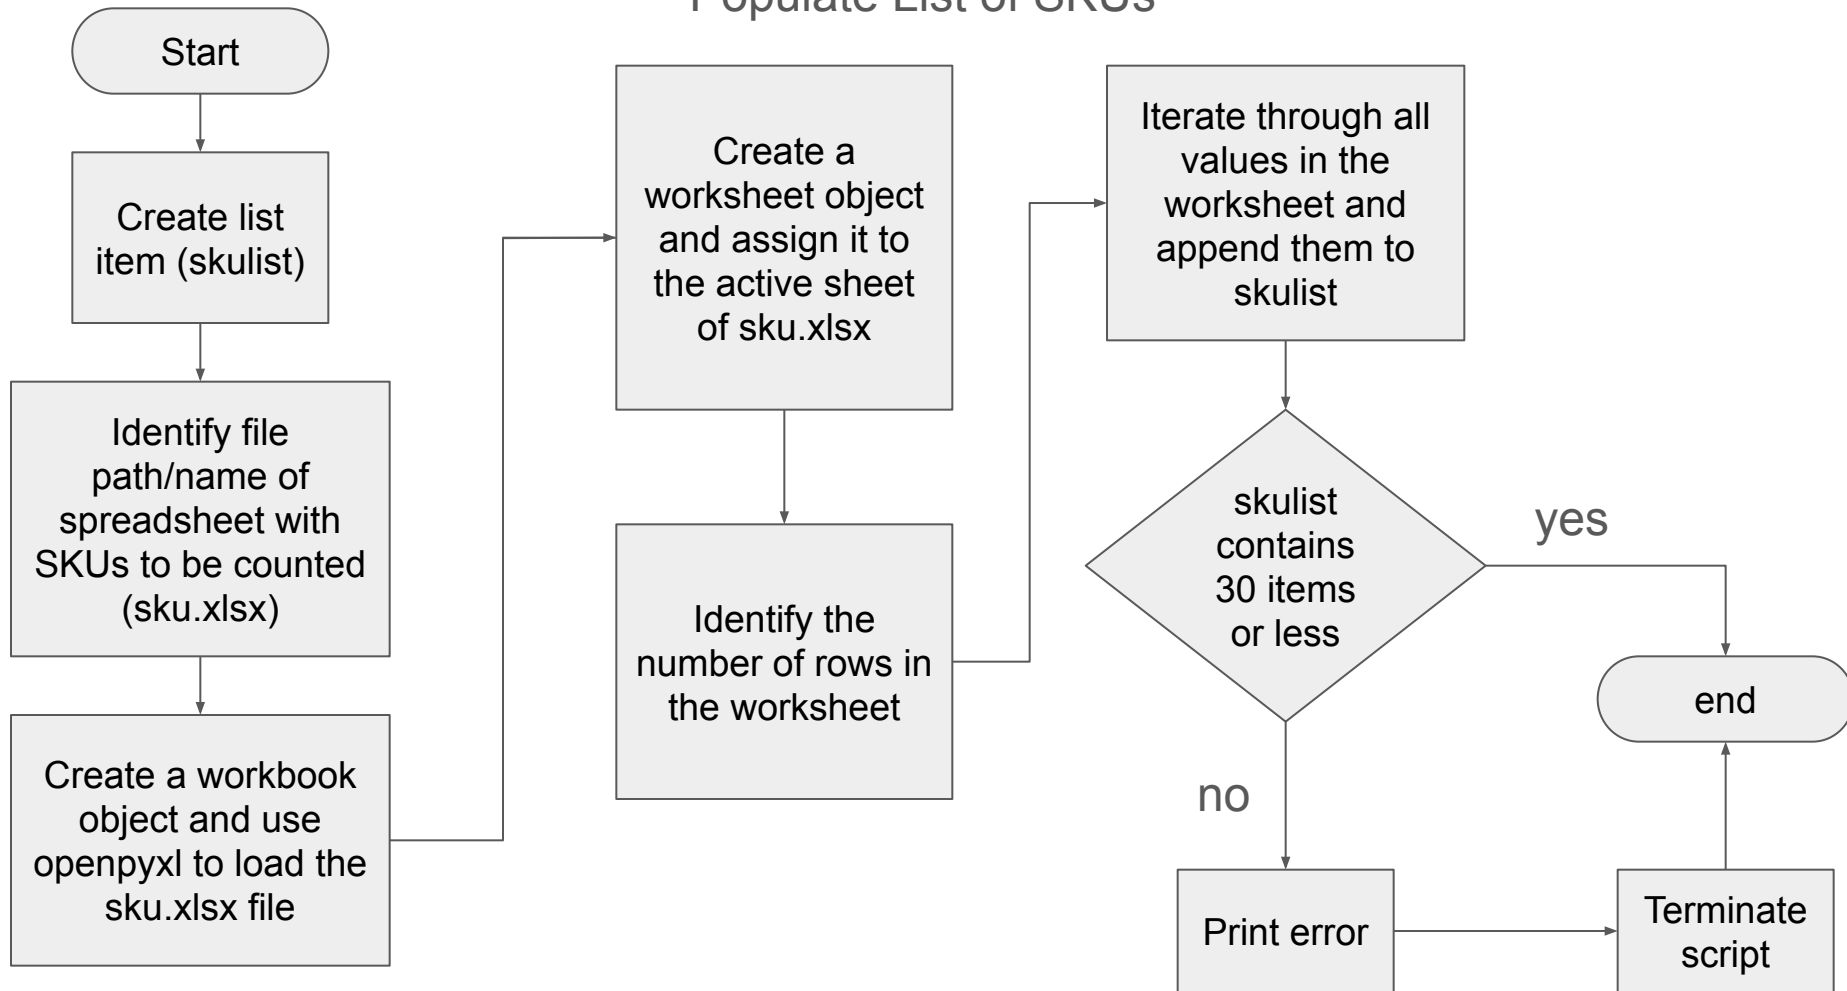 Populate List of SKUs
Start
Create list
item (skulist)
Identify file
path/name of
spreadsheet with
SKUs to be counted
(sku.xlsx)
Create a workbook
object and use
openpyxl to load the
sku.xlsx file
Create a
worksheet object
and assign it to
the active sheet
of sku.xlsx
Identify the
number of rows in
the worksheet
Iterate through all
values in the
worksheet and
append them to
skulist
skulist
contains
30 items
or less
yes
end
no
Print error
Terminate
script